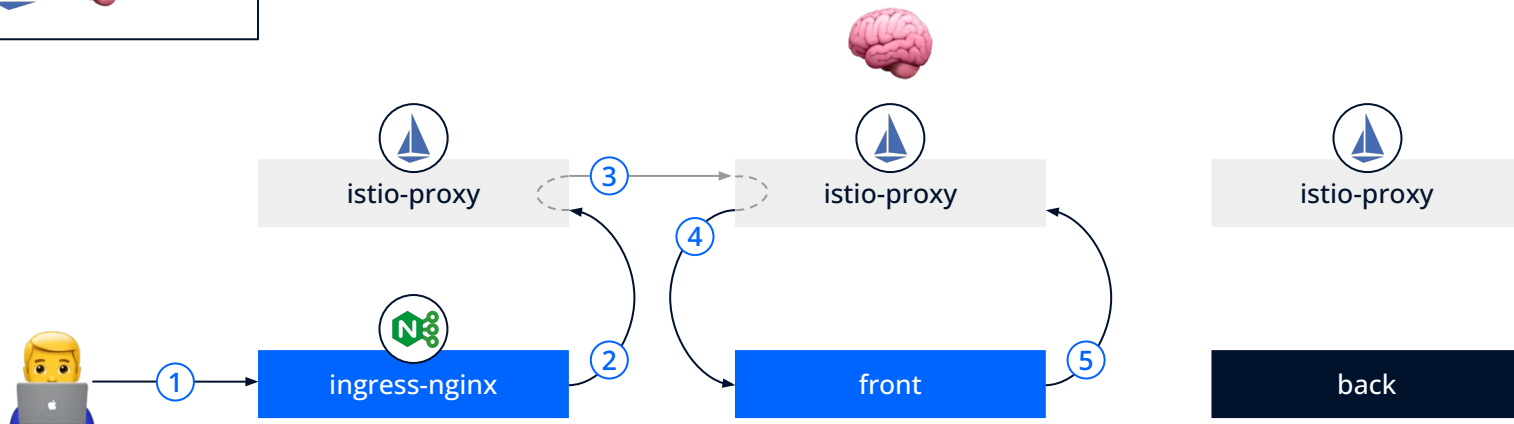 3
istio-proxy
istio-proxy
istio-proxy
4
N
1
ingress-nginx
2
front
5
back